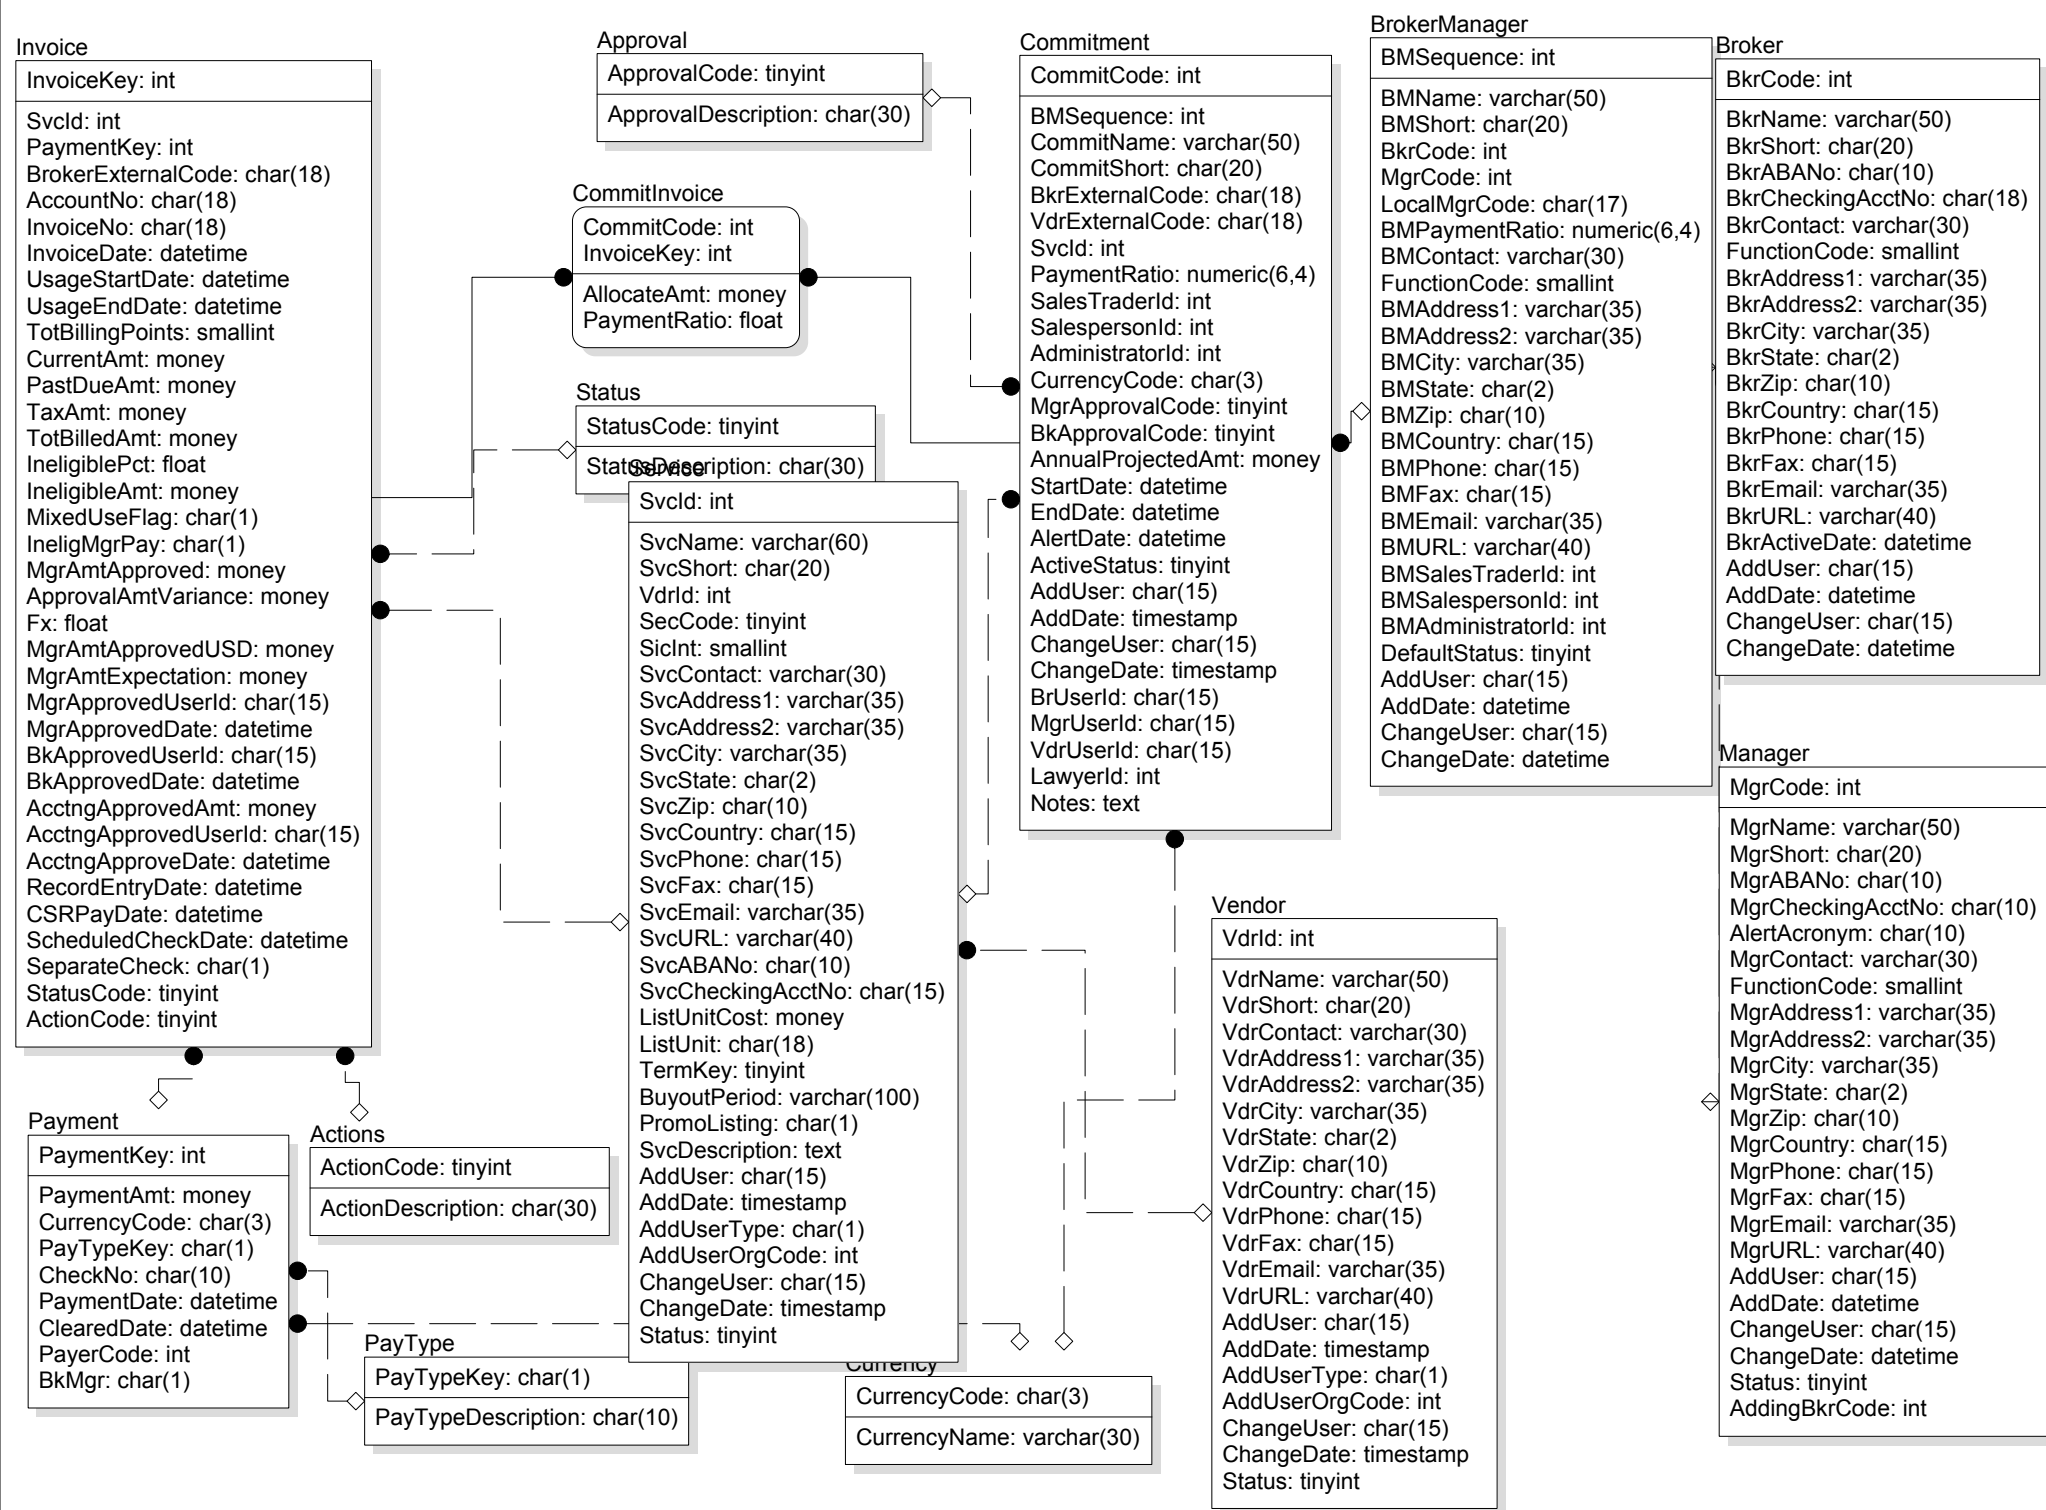 Invoice
InvoiceKey: int
SvcId: int
PaymentKey: int
BrokerExternalCode: char(18)
AccountNo: char(18)
InvoiceNo: char(18)
InvoiceDate: datetime
UsageStartDate: datetime
UsageEndDate: datetime
TotBillingPoints: smallint
CurrentAmt: money
PastDueAmt: money
TaxAmt: money
TotBilledAmt: money
IneligiblePct: float
IneligibleAmt: money
MixedUseFlag: char(1)
IneligMgrPay: char(1)
MgrAmtApproved: money
ApprovalAmtVariance: money
Fx: float
MgrAmtApprovedUSD: money
MgrAmtExpectation: money
MgrApprovedUserId: char(15)
MgrApprovedDate: datetime
BkApprovedUserId: char(15)
BkApprovedDate: datetime
AcctngApprovedAmt: money
AcctngApprovedUserId: char(15)
AcctngApproveDate: datetime
RecordEntryDate: datetime
CSRPayDate: datetime
ScheduledCheckDate: datetime
SeparateCheck: char(1)
StatusCode: tinyint
ActionCode: tinyint
Payment
PaymentKey: int
PaymentAmt: money
CurrencyCode: char(3)
PayTypeKey: char(1)
CheckNo: char(10)
PaymentDate: datetime
ClearedDate: datetime
PayerCode: int
BkMgr: char(1)
Actions
ActionCode: tinyint
ActionDescription: char(30)
PayType
PayTypeKey: char(1)
PayTypeDescription: char(10)
Approval
ApprovalCode: tinyint
ApprovalDescription: char(30)
CommitInvoice
CommitCode: int
InvoiceKey: int
AllocateAmt: money
PaymentRatio: float
Status
StatusCode: tinyint
StatusDescription: char(30)
Service
SvcId: int
SvcName: varchar(60)
SvcShort: char(20)
VdrId: int
SecCode: tinyint
SicInt: smallint
SvcContact: varchar(30)
SvcAddress1: varchar(35)
SvcAddress2: varchar(35)
SvcCity: varchar(35)
SvcState: char(2)
SvcZip: char(10)
SvcCountry: char(15)
SvcPhone: char(15)
SvcFax: char(15)
SvcEmail: varchar(35)
SvcURL: varchar(40)
SvcABANo: char(10)
SvcCheckingAcctNo: char(15)
ListUnitCost: money
ListUnit: char(18)
TermKey: tinyint
BuyoutPeriod: varchar(100)
PromoListing: char(1)
SvcDescription: text
AddUser: char(15)
AddDate: timestamp
AddUserType: char(1)
AddUserOrgCode: int
ChangeUser: char(15)
ChangeDate: timestamp
Status: tinyint
Currency
CurrencyCode: char(3)
CurrencyName: varchar(30)
Commitment
CommitCode: int
BMSequence: int
CommitName: varchar(50)
CommitShort: char(20)
BkrExternalCode: char(18)
VdrExternalCode: char(18)
SvcId: int
PaymentRatio: numeric(6,4)
SalesTraderId: int
SalespersonId: int
AdministratorId: int
CurrencyCode: char(3)
MgrApprovalCode: tinyint
BkApprovalCode: tinyint
AnnualProjectedAmt: money
StartDate: datetime
EndDate: datetime
AlertDate: datetime
ActiveStatus: tinyint
AddUser: char(15)
AddDate: timestamp
ChangeUser: char(15)
ChangeDate: timestamp
BrUserId: char(15)
MgrUserId: char(15)
VdrUserId: char(15)
LawyerId: int
Notes: text
Vendor
VdrId: int
VdrName: varchar(50)
VdrShort: char(20)
VdrContact: varchar(30)
VdrAddress1: varchar(35)
VdrAddress2: varchar(35)
VdrCity: varchar(35)
VdrState: char(2)
VdrZip: char(10)
VdrCountry: char(15)
VdrPhone: char(15)
VdrFax: char(15)
VdrEmail: varchar(35)
VdrURL: varchar(40)
AddUser: char(15)
AddDate: timestamp
AddUserType: char(1)
AddUserOrgCode: int
ChangeUser: char(15)
ChangeDate: timestamp
Status: tinyint
BrokerManager
BMSequence: int
BMName: varchar(50)
BMShort: char(20)
BkrCode: int
MgrCode: int
LocalMgrCode: char(17)
BMPaymentRatio: numeric(6,4)
BMContact: varchar(30)
FunctionCode: smallint
BMAddress1: varchar(35)
BMAddress2: varchar(35)
BMCity: varchar(35)
BMState: char(2)
BMZip: char(10)
BMCountry: char(15)
BMPhone: char(15)
BMFax: char(15)
BMEmail: varchar(35)
BMURL: varchar(40)
BMSalesTraderId: int
BMSalespersonId: int
BMAdministratorId: int
DefaultStatus: tinyint
AddUser: char(15)
AddDate: datetime
ChangeUser: char(15)
ChangeDate: datetime
Broker
BkrCode: int
BkrName: varchar(50)
BkrShort: char(20)
BkrABANo: char(10)
BkrCheckingAcctNo: char(18)
BkrContact: varchar(30)
FunctionCode: smallint
BkrAddress1: varchar(35)
BkrAddress2: varchar(35)
BkrCity: varchar(35)
BkrState: char(2)
BkrZip: char(10)
BkrCountry: char(15)
BkrPhone: char(15)
BkrFax: char(15)
BkrEmail: varchar(35)
BkrURL: varchar(40)
BkrActiveDate: datetime
AddUser: char(15)
AddDate: datetime
ChangeUser: char(15)
ChangeDate: datetime
Manager
MgrCode: int
MgrName: varchar(50)
MgrShort: char(20)
MgrABANo: char(10)
MgrCheckingAcctNo: char(10)
AlertAcronym: char(10)
MgrContact: varchar(30)
FunctionCode: smallint
MgrAddress1: varchar(35)
MgrAddress2: varchar(35)
MgrCity: varchar(35)
MgrState: char(2)
MgrZip: char(10)
MgrCountry: char(15)
MgrPhone: char(15)
MgrFax: char(15)
MgrEmail: varchar(35)
MgrURL: varchar(40)
AddUser: char(15)
AddDate: datetime
ChangeUser: char(15)
ChangeDate: datetime
Status: tinyint
AddingBkrCode: int